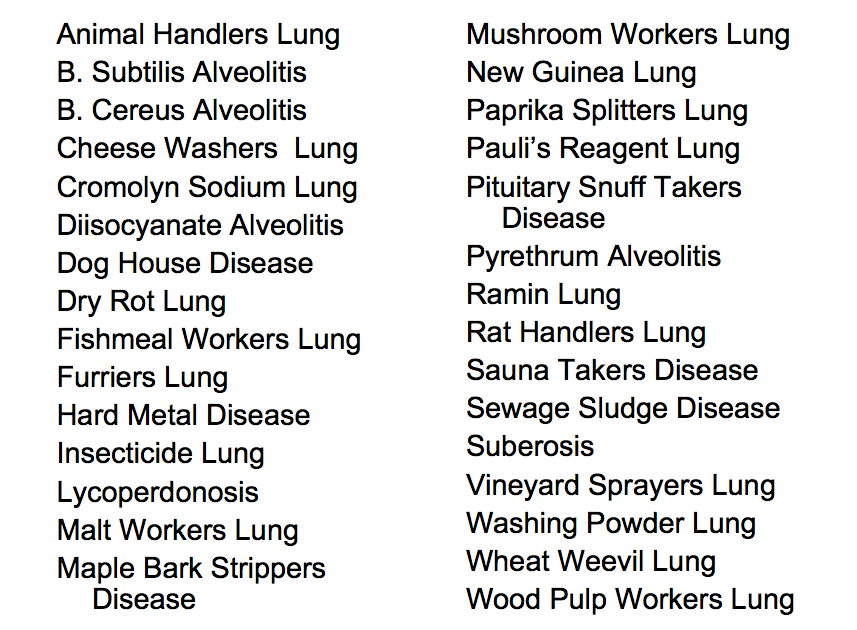 Animal Handlers Lung
B. Subtilis Alveolitis
B. Cereus Alveolitis
Cheese Washers  Lung
Cromolyn Sodium Lung
Diisocyanate Alveolitis
Dog House Disease
Dry Rot Lung
Fishmeal Workers Lung
Furriers Lung
Hard Metal Disease
Insecticide Lung
Lycoperdonosis
Malt Workers Lung
Maple Bark Strippers
Disease
Mushroom Workers Lung
New Guinea Lung
Paprika Splitters Lung
Pauli’s Reagent Lung
Pituitary Snuff Takers
Disease
Pyrethrum Alveolitis
Ramin Lung
Rat Handlers Lung
Sauna Takers Disease
Sewage Sludge Disease
Suberosis
Vineyard Sprayers Lung
Washing Powder Lung
Wheat Weevil Lung
Wood Pulp Workers Lung